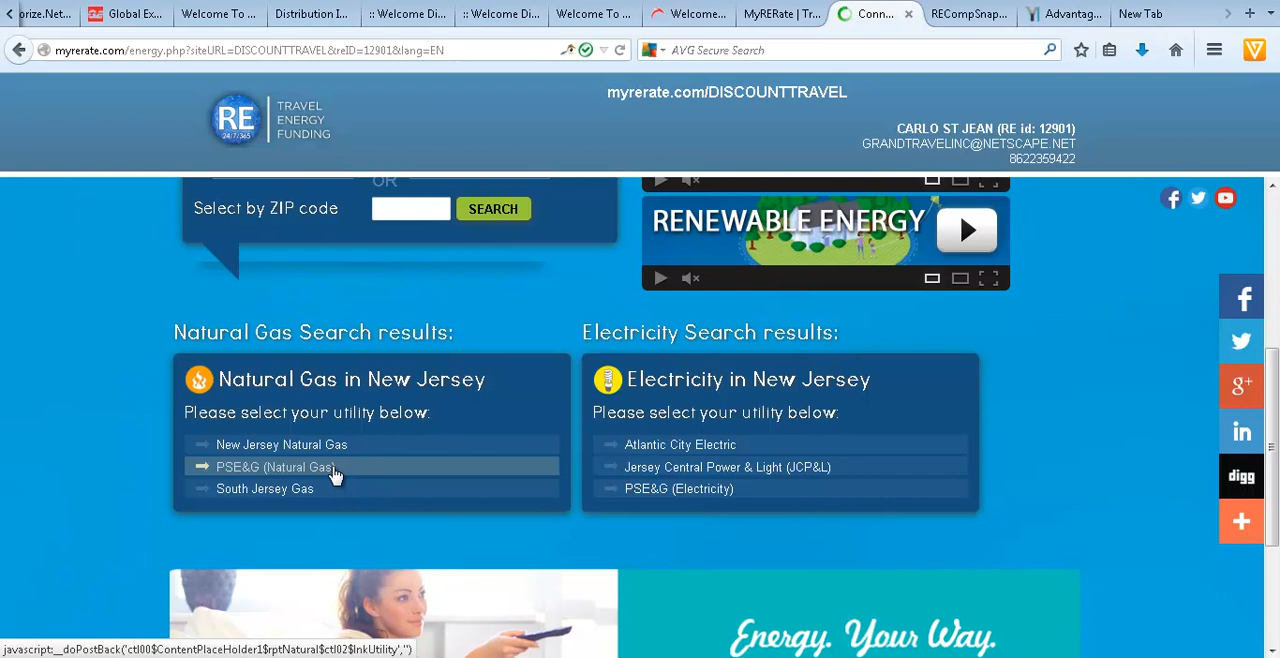 orize.Net...
Global Ex...
Welcome To ...
Distribution...
:: Welcome Di...
:: Welcome Di...
Welcome To ...
Welcome...
MyRERate | Tr...
Conn...
RECompSnap...
Advantag...
New Tab
myrerate.com/energy.php?siteURL=DISCOUNTTRAVEL&reID=12901&lang=EN
AVG Secure Search
RE
24/7/365
TRAVEL
ENERGY
FUNDING
myrerate.com/DISCOUNTTRAVEL
CARLO ST JEAN (RE id: 12901)
GRANDTRAVELINC@NETSCAPE.NET
8622359422
OR
Select by ZIP code
SEARCH
RENEWABLE ENERGY
Natural Gas Search results:
Natural Gas in New Jersey
Please select your utility below:
New Jersey Natural Gas
PSE&G (Natural Gas)
South Jersey Gas
Electricity Search results:
Electricity in New Jersey
Please select your utility below:
Atlantic City Electric
Jersey Central Power & Light (JCP&L)
PSE&G (Electricity)
digg
Energy. Your Way.
javascript:__doPostBack('ctl00$ContentPlaceHolder1$rptNatural$ctl02$lnkUtility','')